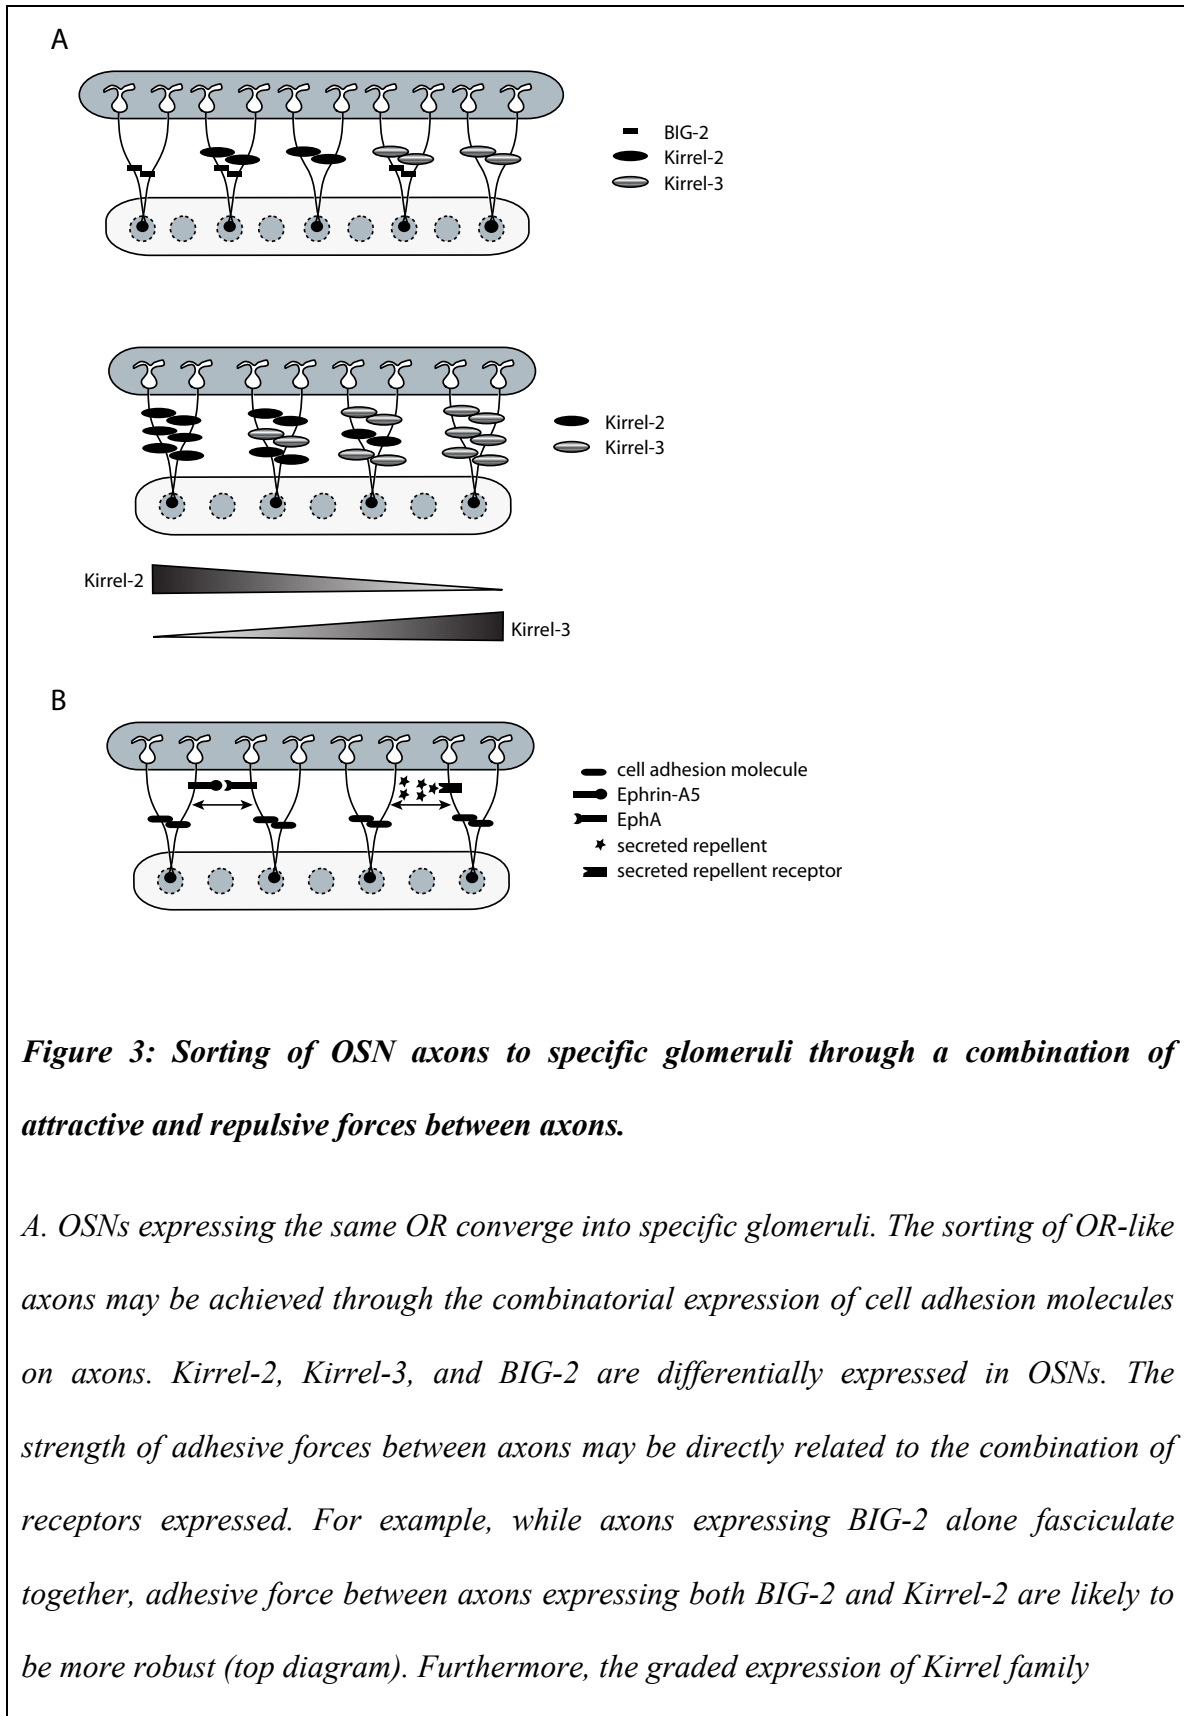 A
BIG-2
Kirrel-2
Kirrel-3
Kirrel-2
Kirrel-3
Kirrel-2
Kirrel-3
B
cell adhesion molecule
Ephrin-A5
EphA
secreted repellent
secreted repellent receptor
Figure 3: Sorting of OSN axons to specific glomeruli through a combination of
attractive and repulsive forces between axons.
A. OSNs expressing the same OR converge into specific glomeruli. The sorting of OR-like
axons may be achieved through the combinatorial expression of cell adhesion molecules
on axons. Kirrel-2, Kirrel-3, and BIG-2 are differentially expressed in OSNs. The
strength of adhesive forces between axons may be directly related to the combination of
receptors expressed. For example, while axons expressing BIG-2 alone fasciculate
together, adhesive force between axons expressing both BIG-2 and Kirrel-2 are likely to
be more robust (top diagram). Furthermore, the graded expression of Kirrel family